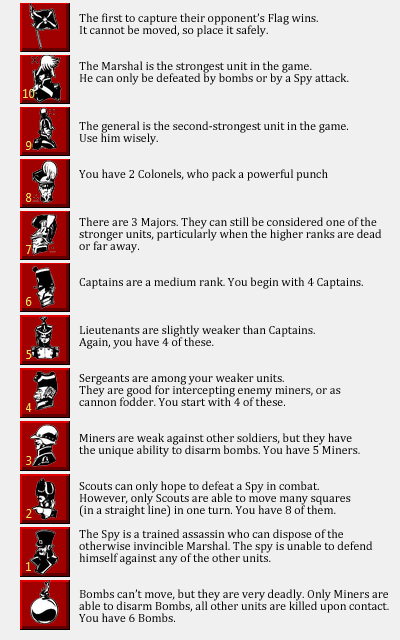 The first to capture their opponent's Flag wins.
It cannot be moved, so place it safely.
10
The Marshal is the strongest unit in the game.
He can only be defeated by bombs or by a Spy attack.
9
The general is the second-strongest unit in the game.
Use him wisely.
8
You have 2 Colonels, who pack a powerful punch
7
There are 3 Majors. They can still be considered one of the
stronger units, particularly when the higher ranks are dead
or far away.
6
Captains are a medium rank. You begin with 4 Captains.
5
Lieutenants are slightly weaker than Captains.
Again, you have 4 of these.
4
Sergeants are among your weaker units.
They are good for intercepting enemy miners, or as
cannon fodder. You start with 4 of these.
3
Miners are weak against other soldiers, but they have
the unique ability to disarm bombs. You have 5 Miners.
2
Scouts can only hope to defeat a Spy in combat.
However, only Scouts are able to move many squares
(in a straight line) in one turn. You have 8 of them.
1
The Spy is a trained assassin who can dispose of the
otherwise invincible Marshal. The spy is unable to defend
himself against any of the other units.
Bombs can't move, but they are very deadly. Only Miners are
able to disarm Bombs, all other units are killed upon contact.
You have 6 Bombs.